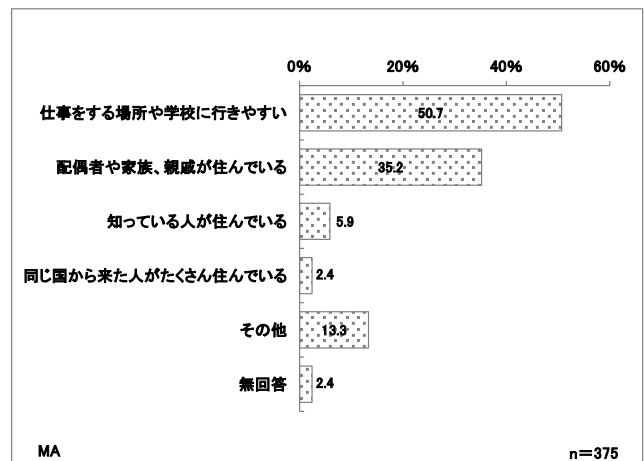 0% 20% 40% 60%
仕事をする場所や学校に行きやすい 50.7
配偶者や家族、親戚が住んでいる 35.2
知っている人が住んでいる 5.9
同じ国から来た人がたくさん住んでいる 2.4
その他 13.3
無回答 2.4
MA n=375